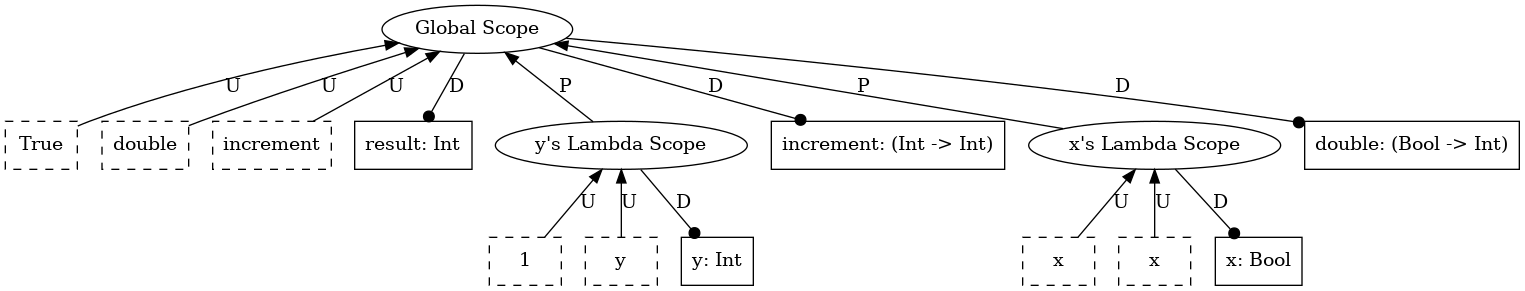 Global Scope
U
U
U
D
P
D
P
D
True
double
increment
result: Int
y's Lambda Scope
increment: (Int -> Int)
x's Lambda Scope
double: (Bool -> Int)
U
U
D
U
U
D
1
y
y: Int
x
x
x: Bool